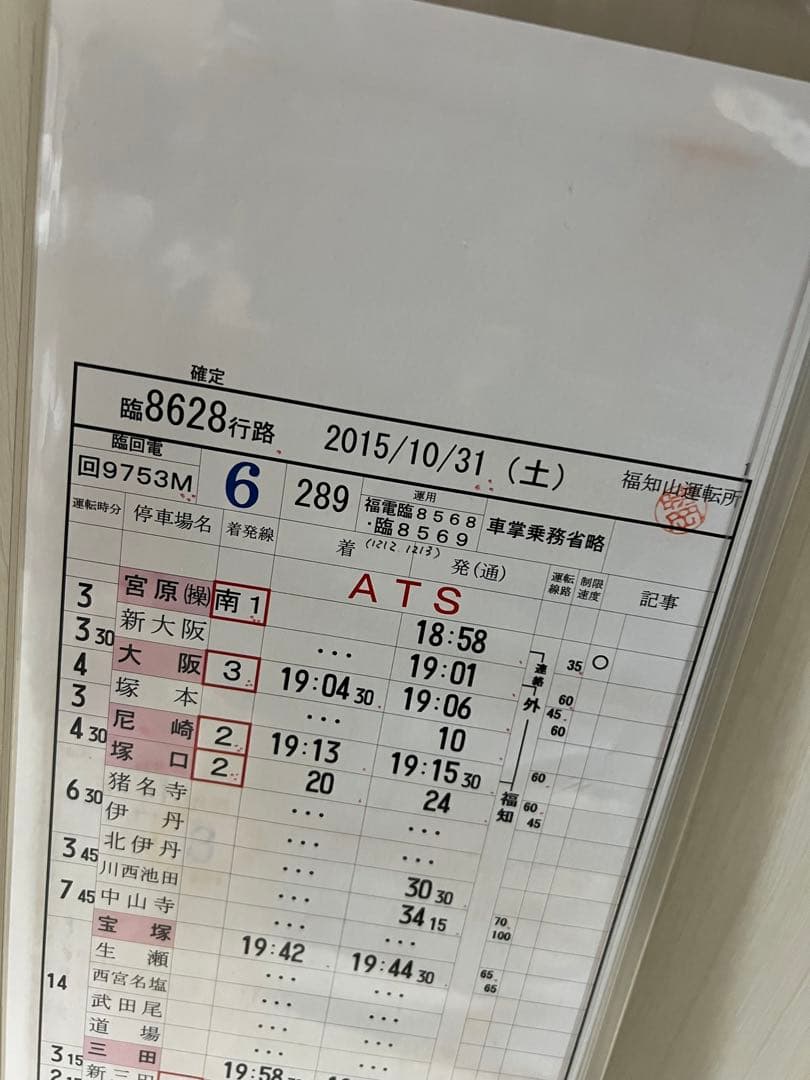 確定
臨8628行路 2015/10/31 (土) 福知山運転所
1
臨回電
回9753M 6 289 運用 福電臨8568 ・臨8569 車掌乗務省略
(1212 1213)
運転時分 停車場名 着発線 着 発(通) 運転線路 制限速度 記事
ATS
3 宮原(操) 南1 18:58
3 30 新大阪 ・・・ 19:01 連絡 35 ○
4 大阪 3 19:04 30 19:06 外 60
3 塚本 ・・・ 10 45 60
4 30 尼崎 2 19:13 19:15 30
塚口 2 20 24 福知 60
6 30 猪名寺 ・・・ ・・・ 60 45
伊丹 ・・・ ・・・
3 45 北伊丹 ・・・ 30 30
川西池田 ・・・ 34 15
7 45 中山寺 ・・・ ・・・ 70 100
宝塚 19:42 19:44 30
生瀬 ・・・ ・・・ 65 65
14 西宮名塩 ・・・ ・・・
武田尾 ・・・ ・・・
道場 ・・・ ・・・
3 15 三田 19:58
新三田